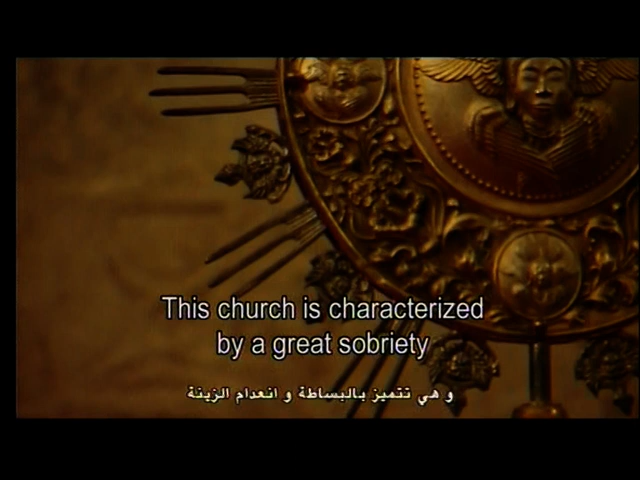 This church is characterized
by a great sobriety
و هي تتميز بالبساطة و انعدام الزينة